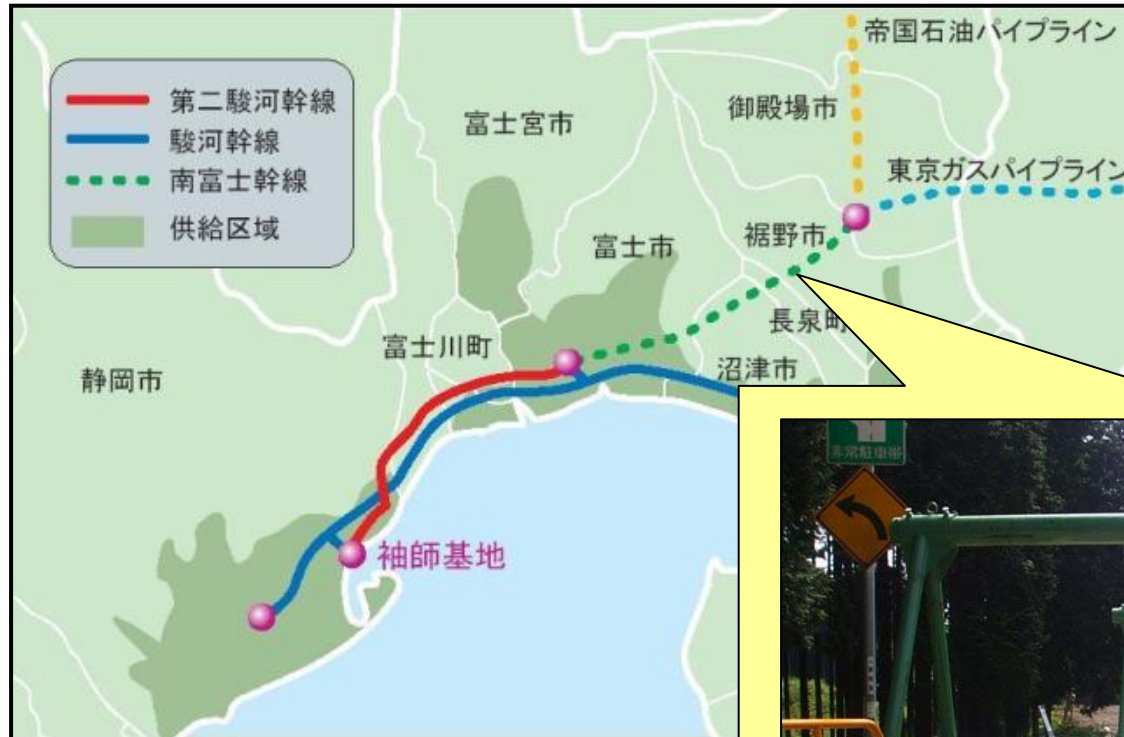 第二駿河幹線
駿河幹線
南富士幹線
供給区域
帝国石油パイプライン
御殿場市
富士宮市
東京ガスパイプライン
裾野市
富士市
長泉町
富士川町
沼津市
静岡市
袖師基地
非常駐車帯